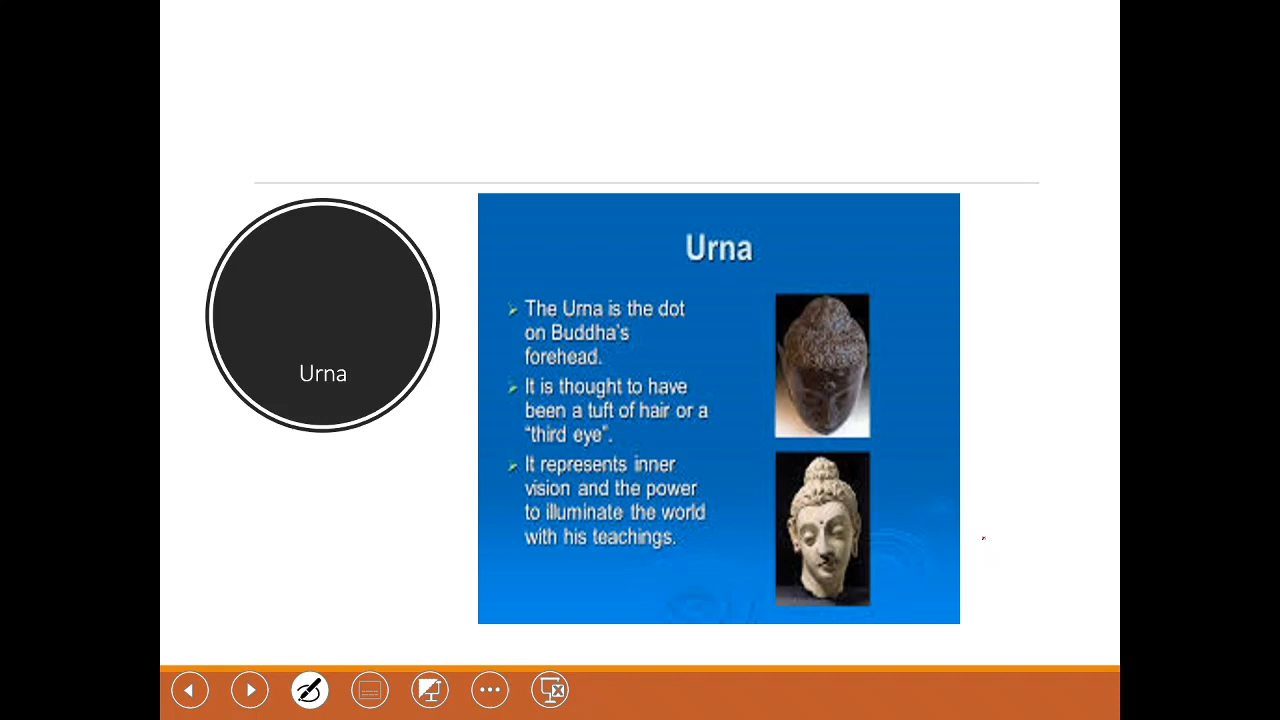 Urna
Urna
The Urna is the dot
on Buddha's
forehead.
It is thought to have
been a tuft of hair or a
"third eye".
It represents inner
vision and the power
to illuminate the world
with his teachings.